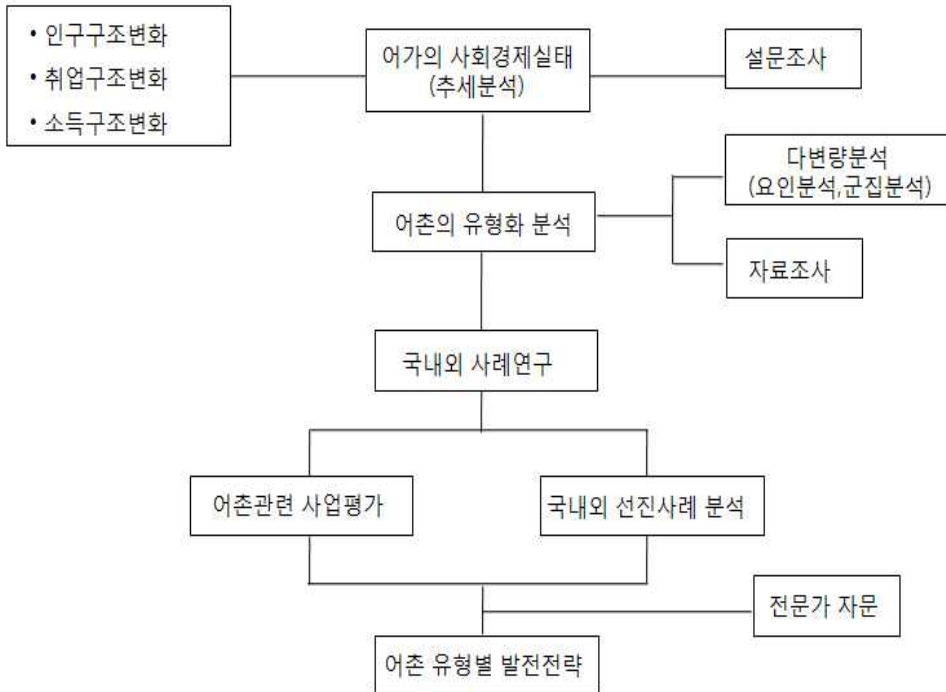 • 인구구조변화
• 취업구조변화
• 소득구조변화
어가의 사회경제실태
(추세분석)
설문조사
다변량분석
(요인분석,군집분석)
어촌의 유형화 분석
자료조사
국내외 사례연구
어촌관련 사업평가
국내외 선진사례 분석
전문가 자문
어촌 유형별 발전전략